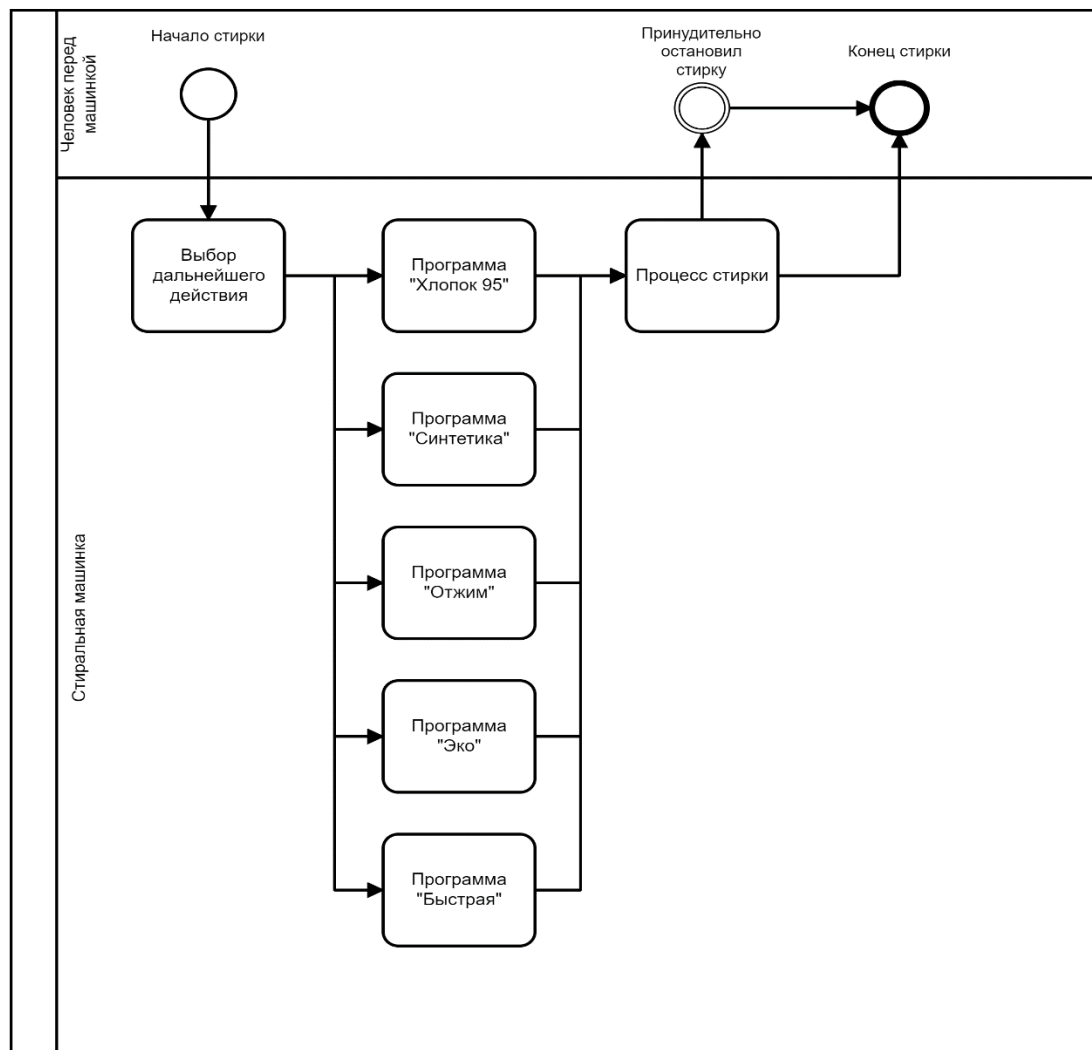 Человек перед
машинкой
Начало стирки
Принудительно
остановил
стирку
Конец стирки
Стиральная машинка
Выбор
дальнейшего
действия
Программа
"Хлопок 95"
Процесс стирки
Программа
"Синтетика"
Программа
"Отжим"
Программа
"Эко"
Программа
"Быстрая"